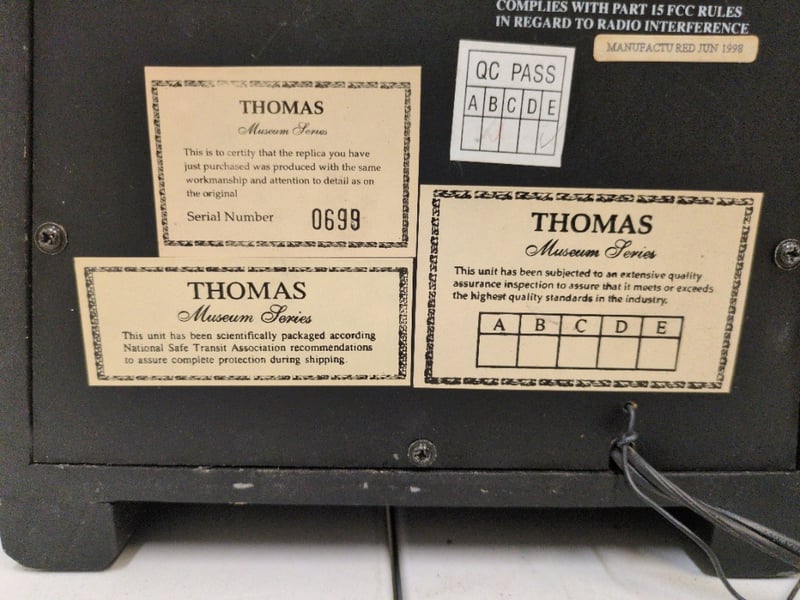 COMPLIES WITH PART 15 FCC RULES
IN REGARD TO RADIO INTERFERENCE
MANUFACTU RED JUN 1998
QC PASS
A B C D E
THOMAS
Museum Series
This is to certify that the replica you have
just purchased was produced with the same
workmanship and attention to detail as on
the original
Serial Number 0699
THOMAS
Museum Series
This unit has been subjected to an extensive quality
assurance inspection to assure that it meets or exceeds
the highest quality standards in the industry.
A B C D E
THOMAS
Museum Series
This unit has been scientifically packaged according
National Safe Transit Association recommendations
to assure complete protection during shipping.